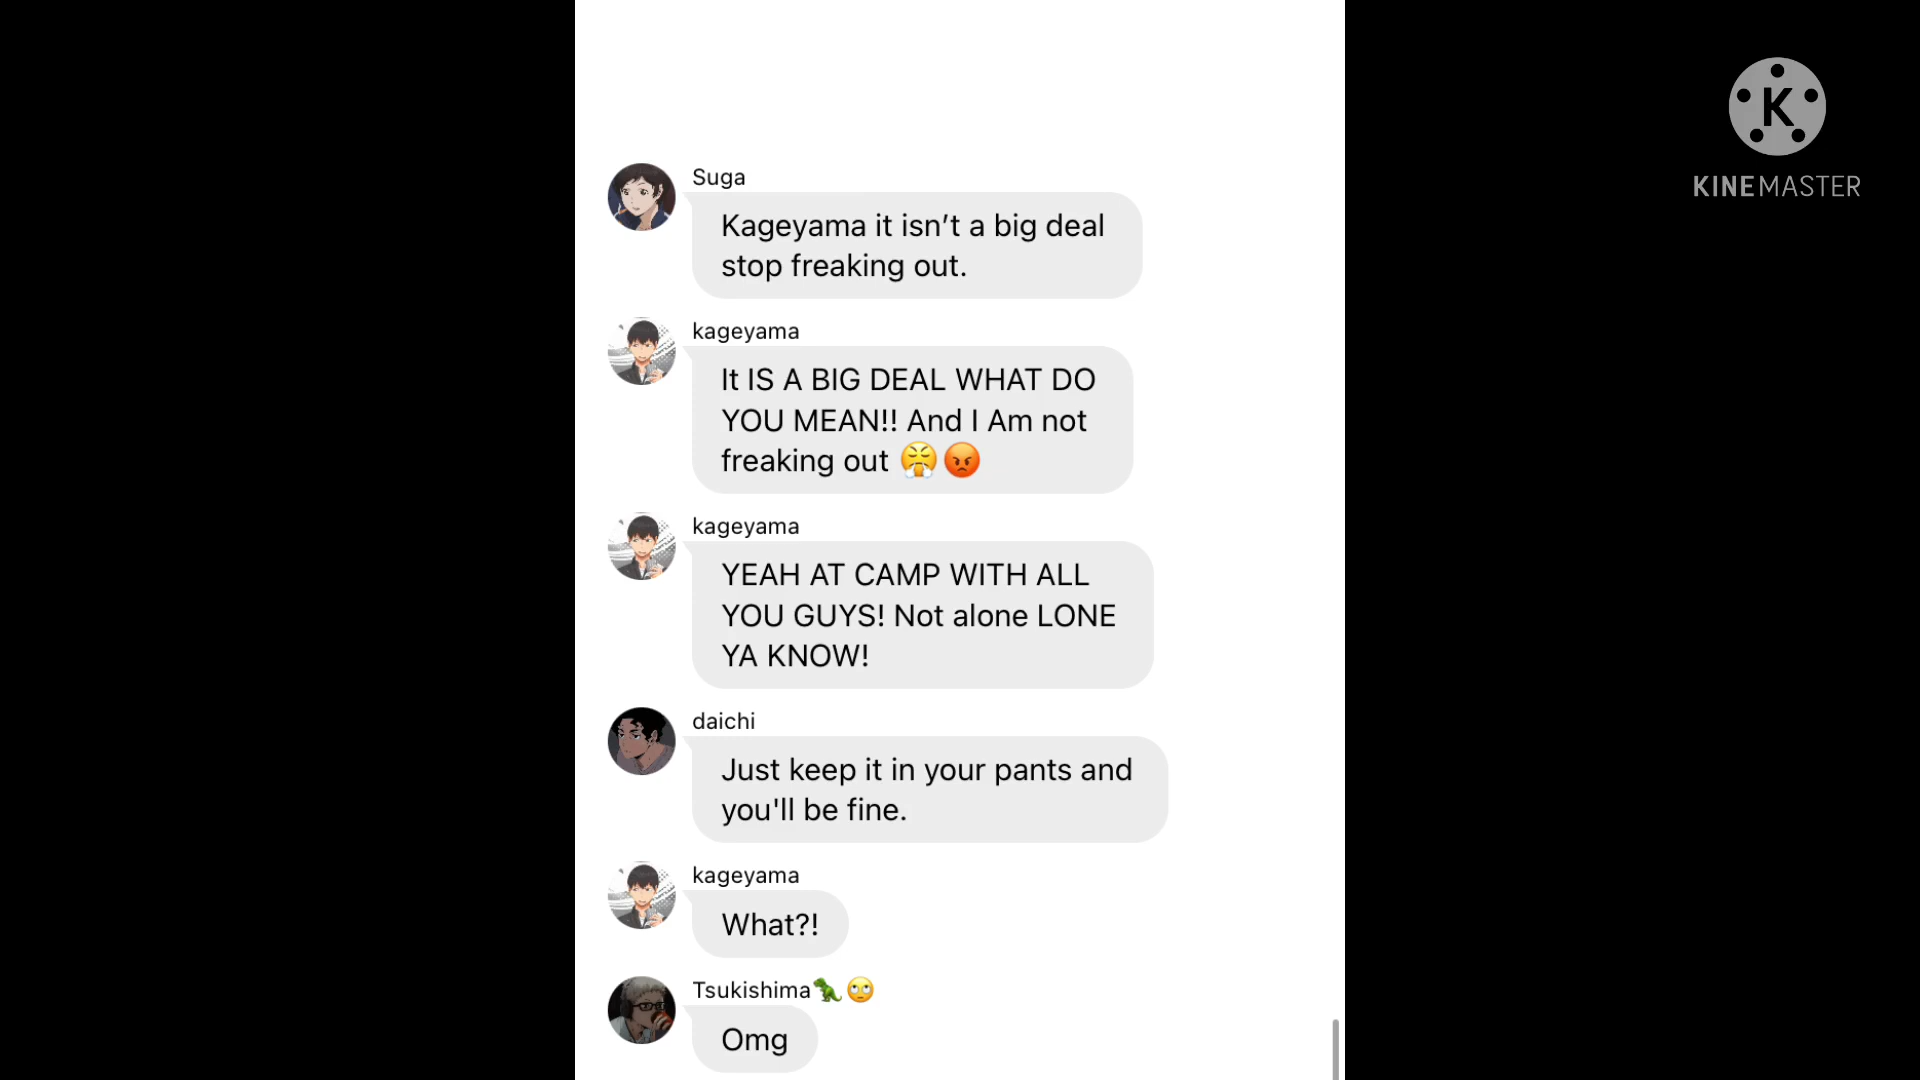 Suga
Kageyama it isn’t a big deal
stop freaking out.
kageyama
It IS A BIG DEAL WHAT DO
YOU MEAN!! And I Am not
freaking out 😤😡
kageyama
YEAH AT CAMP WITH ALL
YOU GUYS! Not alone LONE
YA KNOW!
daichi
Just keep it in your pants and
you'll be fine.
kageyama
What?!
Tsukishima🦖🙄
Omg
K
KINEMASTER